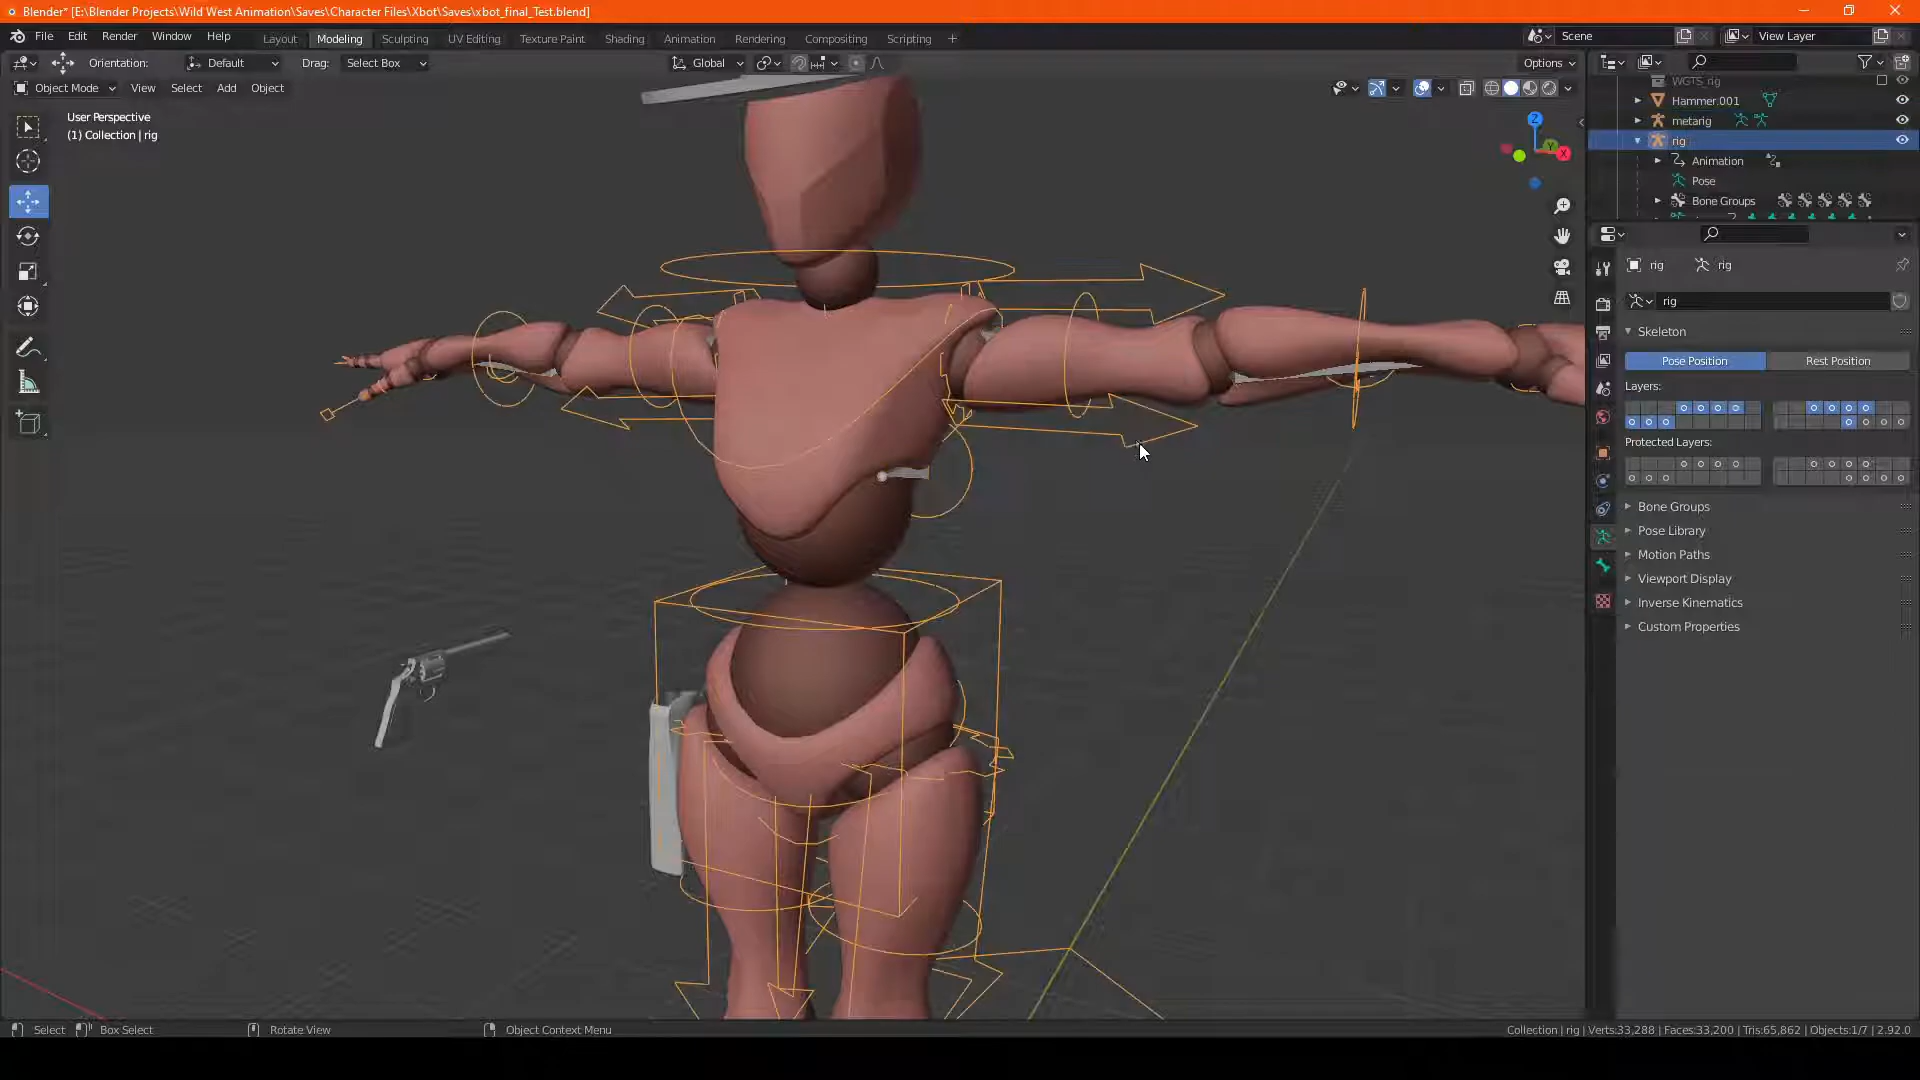 Blender* [E:\Blender Projects\Wild West Animation\Saves\Character Files\Xbot\Saves\xbot_final_Test.blend]
File Edit Render Window Help
Layout Modeling Sculpting UV Editing Texture Paint Shading Animation Rendering Compositing Scripting +
Scene
View Layer
Orientation: Default Drag: Select Box
Global
Options
Object Mode View Select Add Object
User Perspective
(1) Collection | rig
Z
Y
X
WGTS_rig
Hammer.001
metarig
rig
Animation
Pose
Bone Groups
rig rig
rig
Skeleton
Pose Position Rest Position
Layers:
Protected Layers:
Bone Groups
Pose Library
Motion Paths
Viewport Display
Inverse Kinematics
Custom Properties
Select Box Select Rotate View Object Context Menu
Collection | rig | Verts:33,288 | Faces:33,200 | Tris:65,862 | Objects:1/7 | 2.92.0